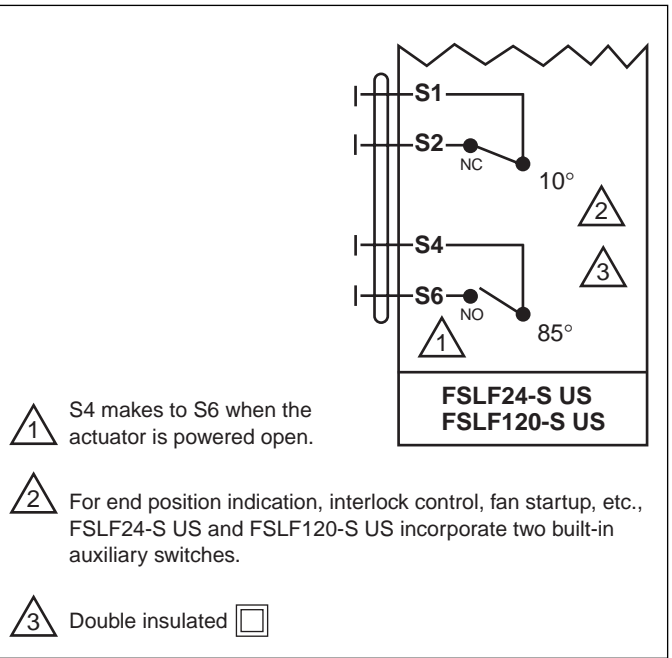 S1
S2
NC
10°
2
S4
3
S6
NO
1
85°
FSLF24-S US
FSLF120-S US
1
S4 makes to S6 when the
actuator is powered open.
2
For end position indication, interlock control, fan startup, etc.,
FSLF24-S US and FSLF120-S US incorporate two built-in
auxiliary switches.
3 Double insulated